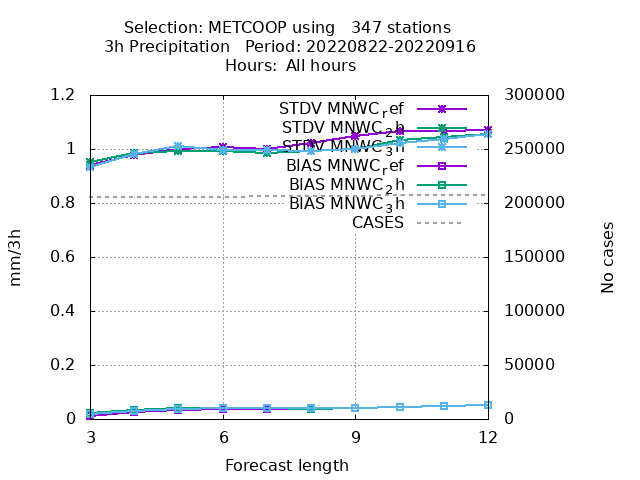 Selection: METCOOP using   347 stations
3h Precipitation   Period: 20220822-20220916
Hours: All hours
1.2
1
0.8
0.6
0.4
0.2
0
mm/3h
STDV MNWC_ref
STDV MNWC_2h
STDV MNWC_3h
BIAS MNWC_ref
BIAS MNWC_2h
BIAS MNWC_3h
CASES
300000
250000
200000
150000
100000
50000
0
No cases
3 6 9 12
Forecast length